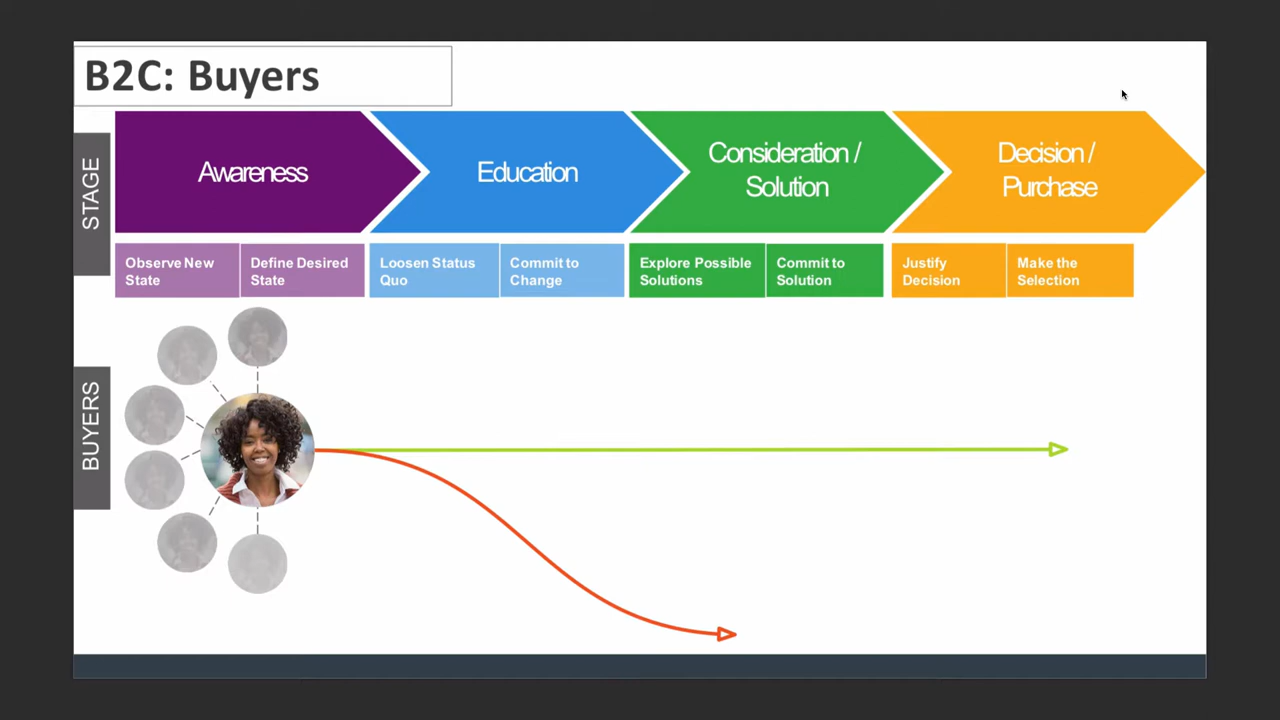 B2C: Buyers
STAGE
Awareness
Education
Consideration /
Solution
Decision /
Purchase
Observe New
State
Define Desired
State
Loosen Status
Quo
Commit to
Change
Explore Possible
Solutions
Commit to
Solution
Justify
Decision
Make the
Selection
BUYERS